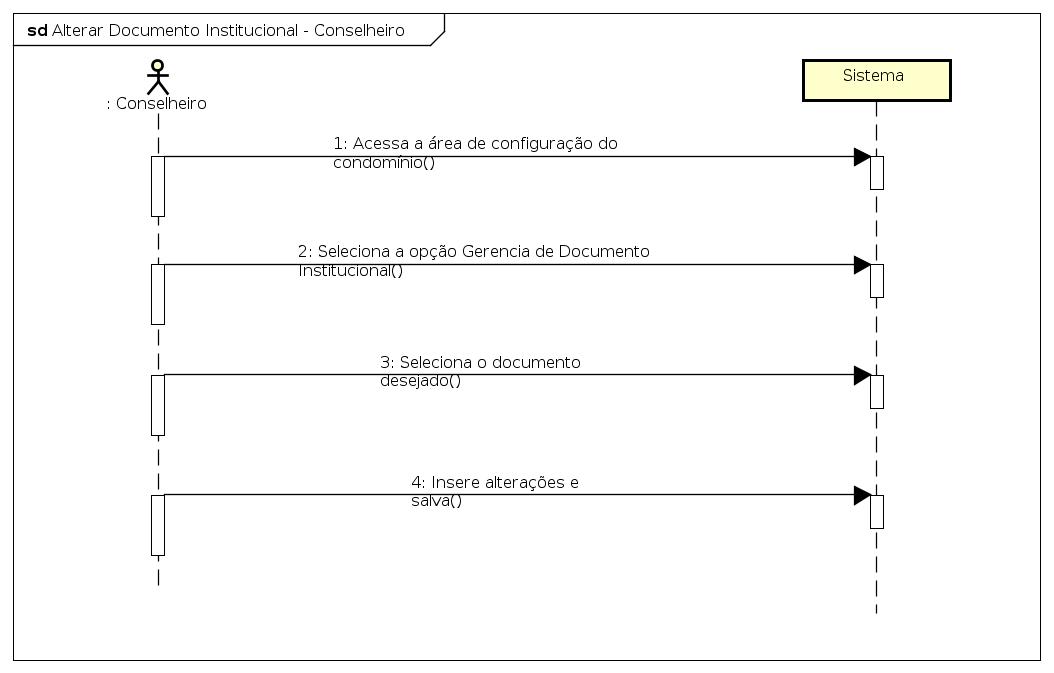 sd Alterar Documento Institucional - Conselheiro
: Conselheiro
Sistema
1: Acessa a área de configuração do
condomínio()
2: Seleciona a opção Gerencia de Documento
Institucional()
3: Seleciona o documento
desejado()
4: Insere alterações e
salva()